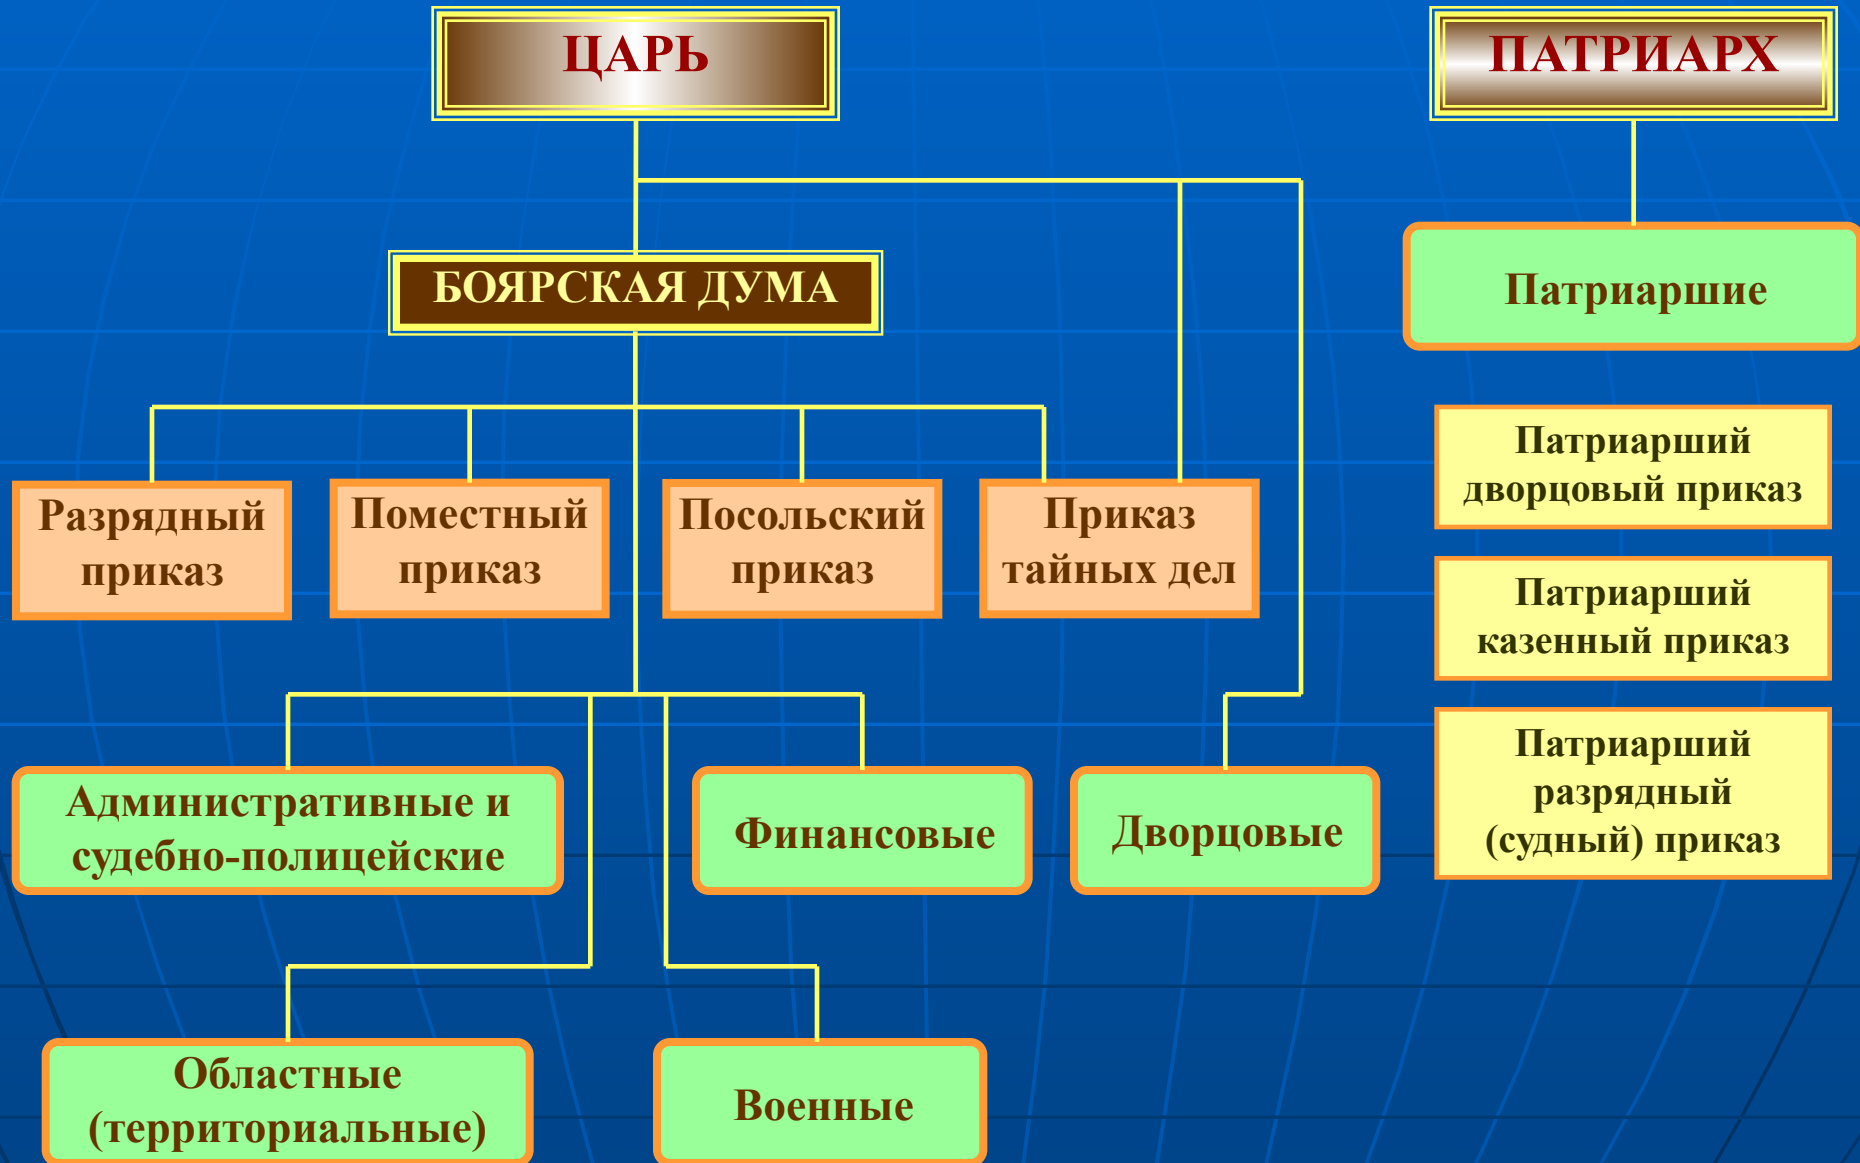 ЦАРЬ
ПАТРИАРХ
БОЯРСКАЯ ДУМА
Патриаршие
Разрядный
приказ
Поместный
приказ
Посольский
приказ
Приказ
тайных дел
Патриарший
дворцовый приказ
Патриарший
казенный приказ
Патриарший
разрядный
(судный) приказ
Административные и
судебно-полицейские
Финансовые
Дворцовые
Областные
(территориальные)
Военные